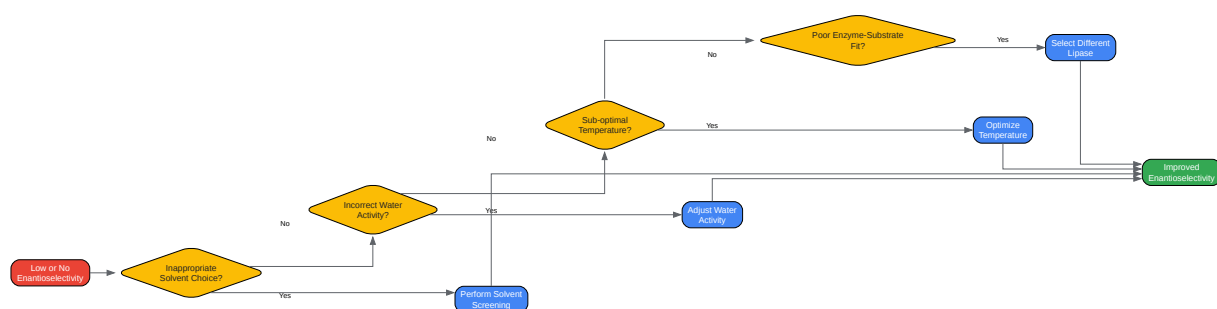 Poor Enzyme-Substrate
Fit?
Yes
Select Different
Lipase
No
Sub-optimal
Temperature?
Yes
Optimize
Temperature
No
Improved
Enantioselectivity
Incorrect Water
Activity?
Yes
Adjust Water
Activity
No
Low or No
Enantioselectivity
Inappropriate
Solvent Choice?
Yes
Perform Solvent
Screening